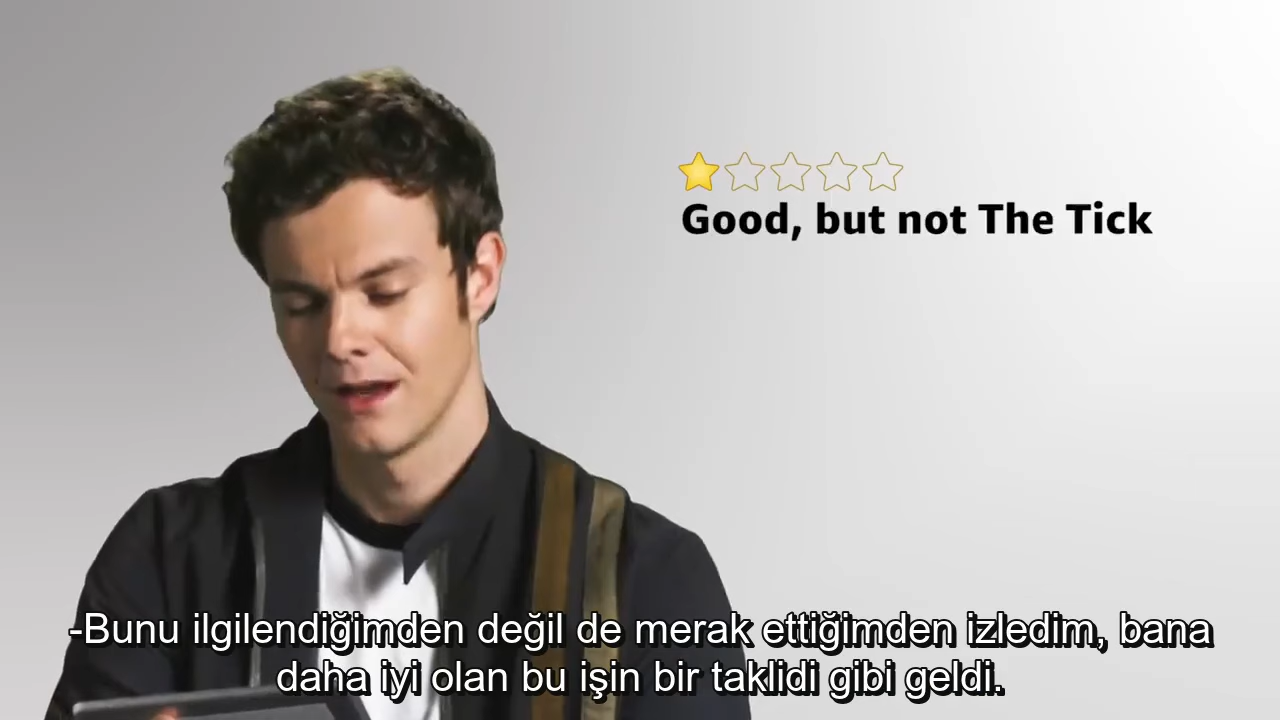 Good, but not The Tick
-Bunu ilgilendiğimden değil de merak ettiğimden izledim, bana
daha iyi olan bu işin bir taklidi gibi geldi.